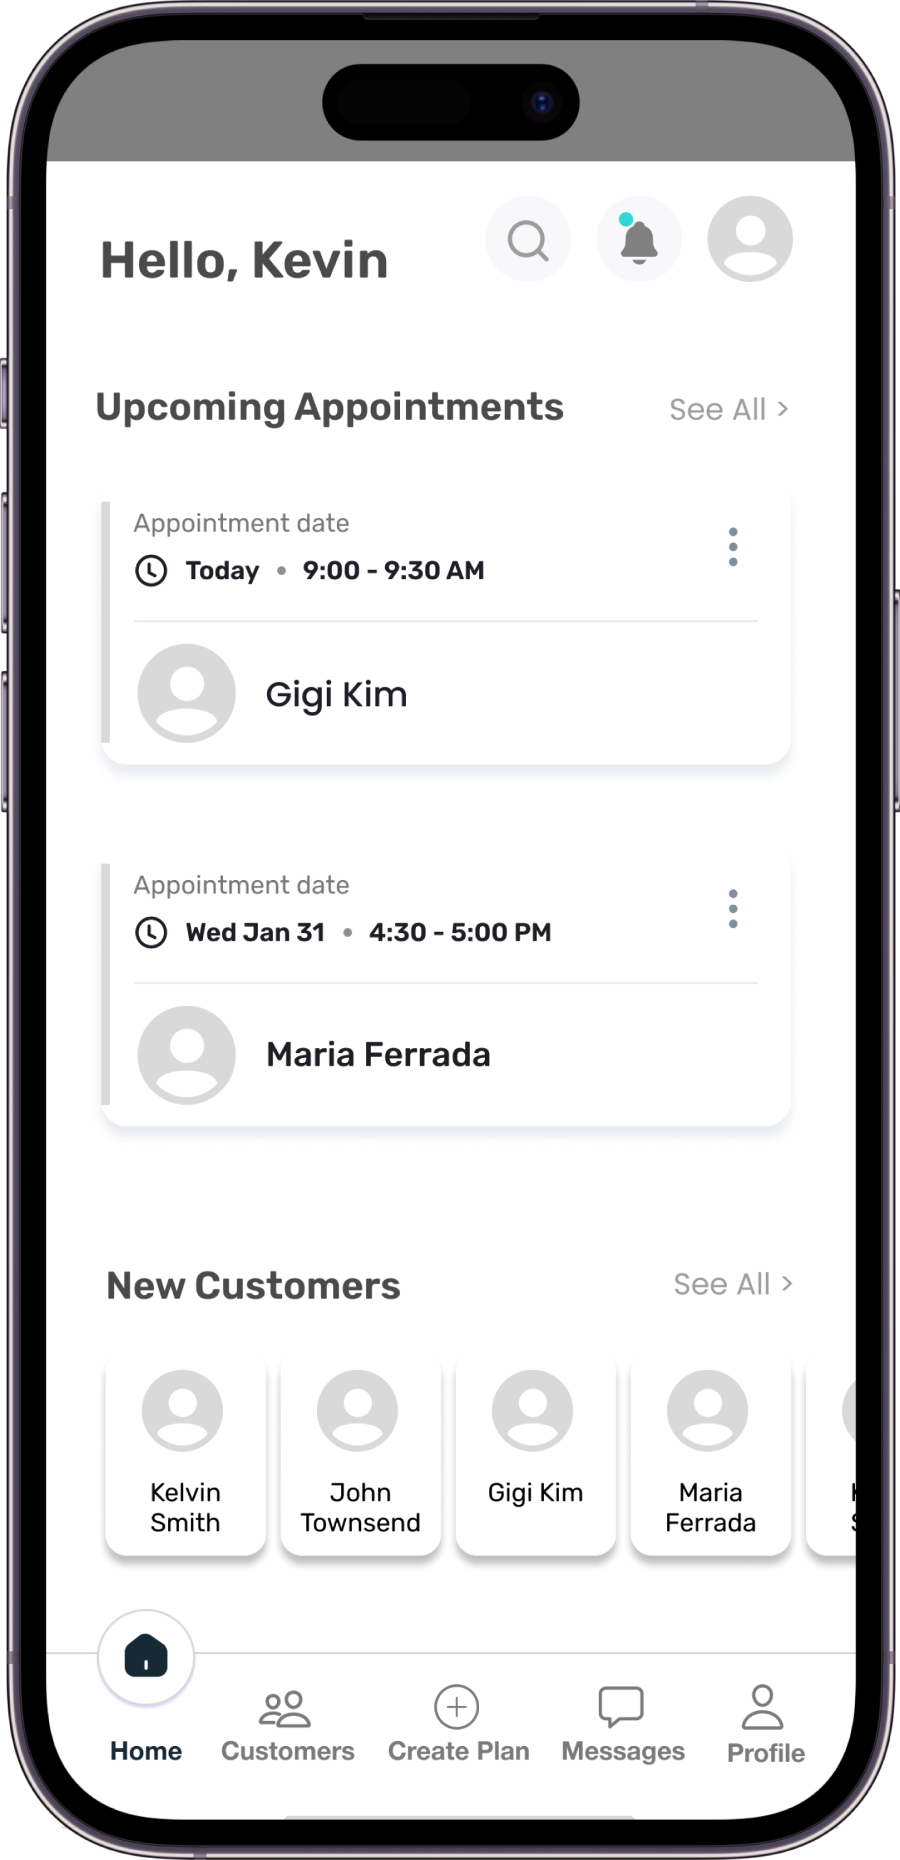 Hello, Kevin
Upcoming Appointments
See All >
Appointment date
Today • 9:00 - 9:30 AM
Gigi Kim
Appointment date
Wed Jan 31 • 4:30 - 5:00 PM
Maria Ferrada
New Customers
See All >
Kelvin
Smith
John
Townsend
Gigi Kim
Maria
Ferrada
Home
Customers
Create Plan
Messages
Profile